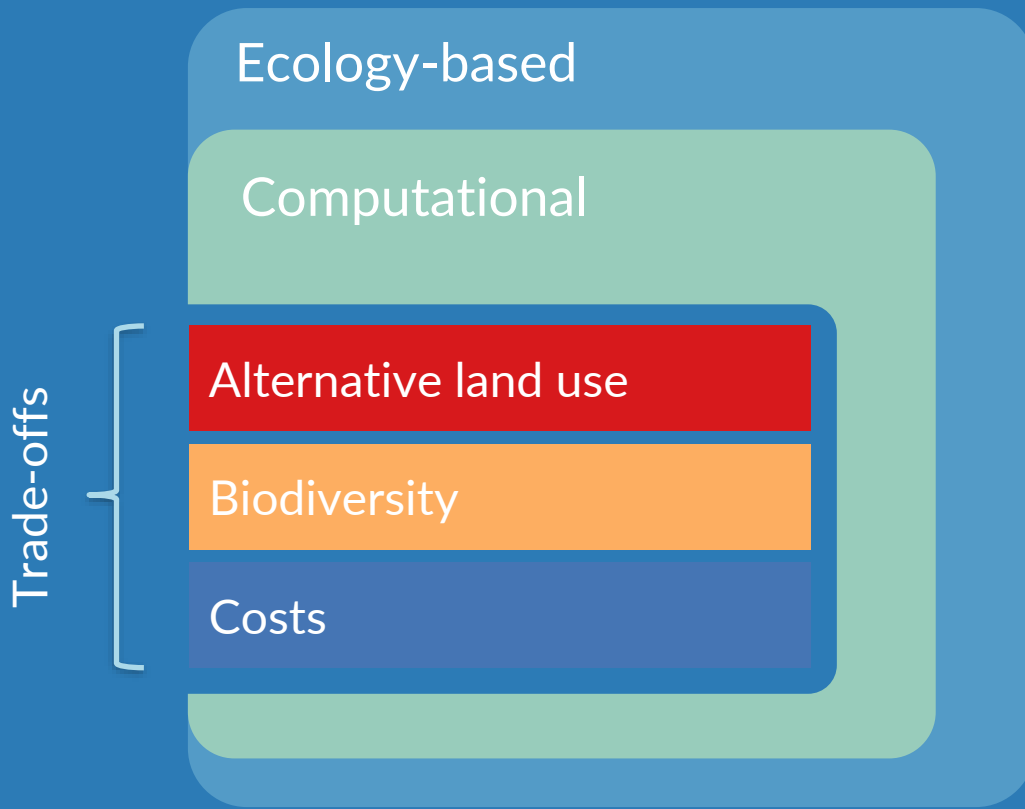 Ecology-based
Computational
Trade-offs
Alternative land use
Biodiversity
Costs